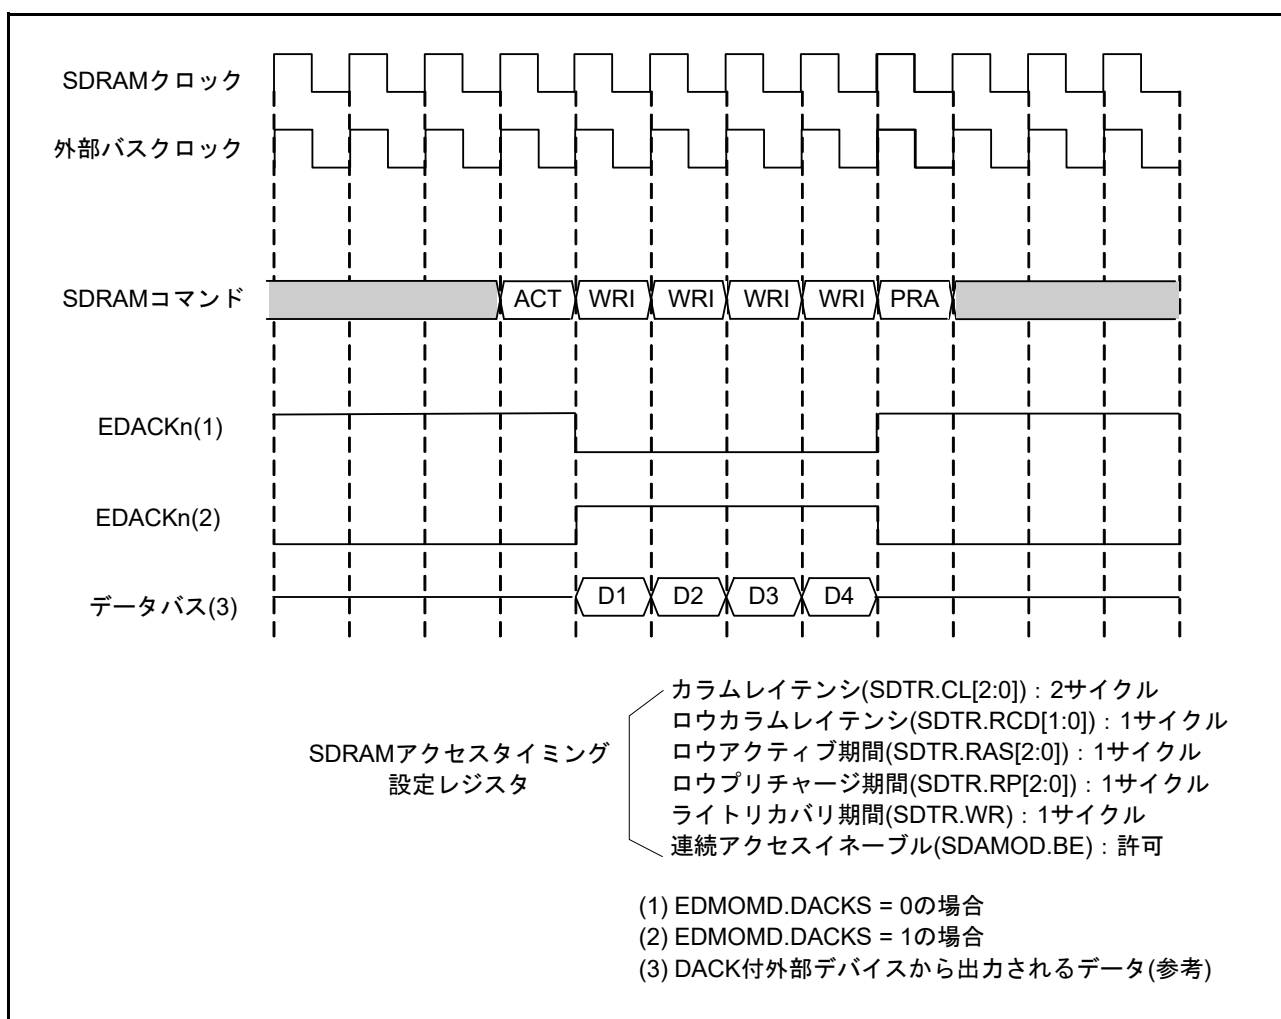 SDRAMクロック
外部バスクロック
SDRAMコマンド
ACT WRI WRI WRI WRI PRA
EDACKn(1)
EDACKn(2)
データバス(3)
D1 D2 D3 D4
SDRAMアクセスタイミング
設定レジスタ
カラムレイテンシ(SDTR.CL[2:0])：2サイクル
ロウカラムレイテンシ(SDTR.RCD[1:0])：1サイクル
ロウアクティブ期間(SDTR.RAS[2:0])：1サイクル
ロウプリチャージ期間(SDTR.RP[2:0])：1サイクル
ライトリカバリ期間(SDTR.WR)：1サイクル
連続アクセスイネーブル(SDAMOD.BE)：許可
(1) EDMOMD.DACKS = 0の場合
(2) EDMOMD.DACKS = 1の場合
(3) DACK付外部デバイスから出力されるデータ(参考)